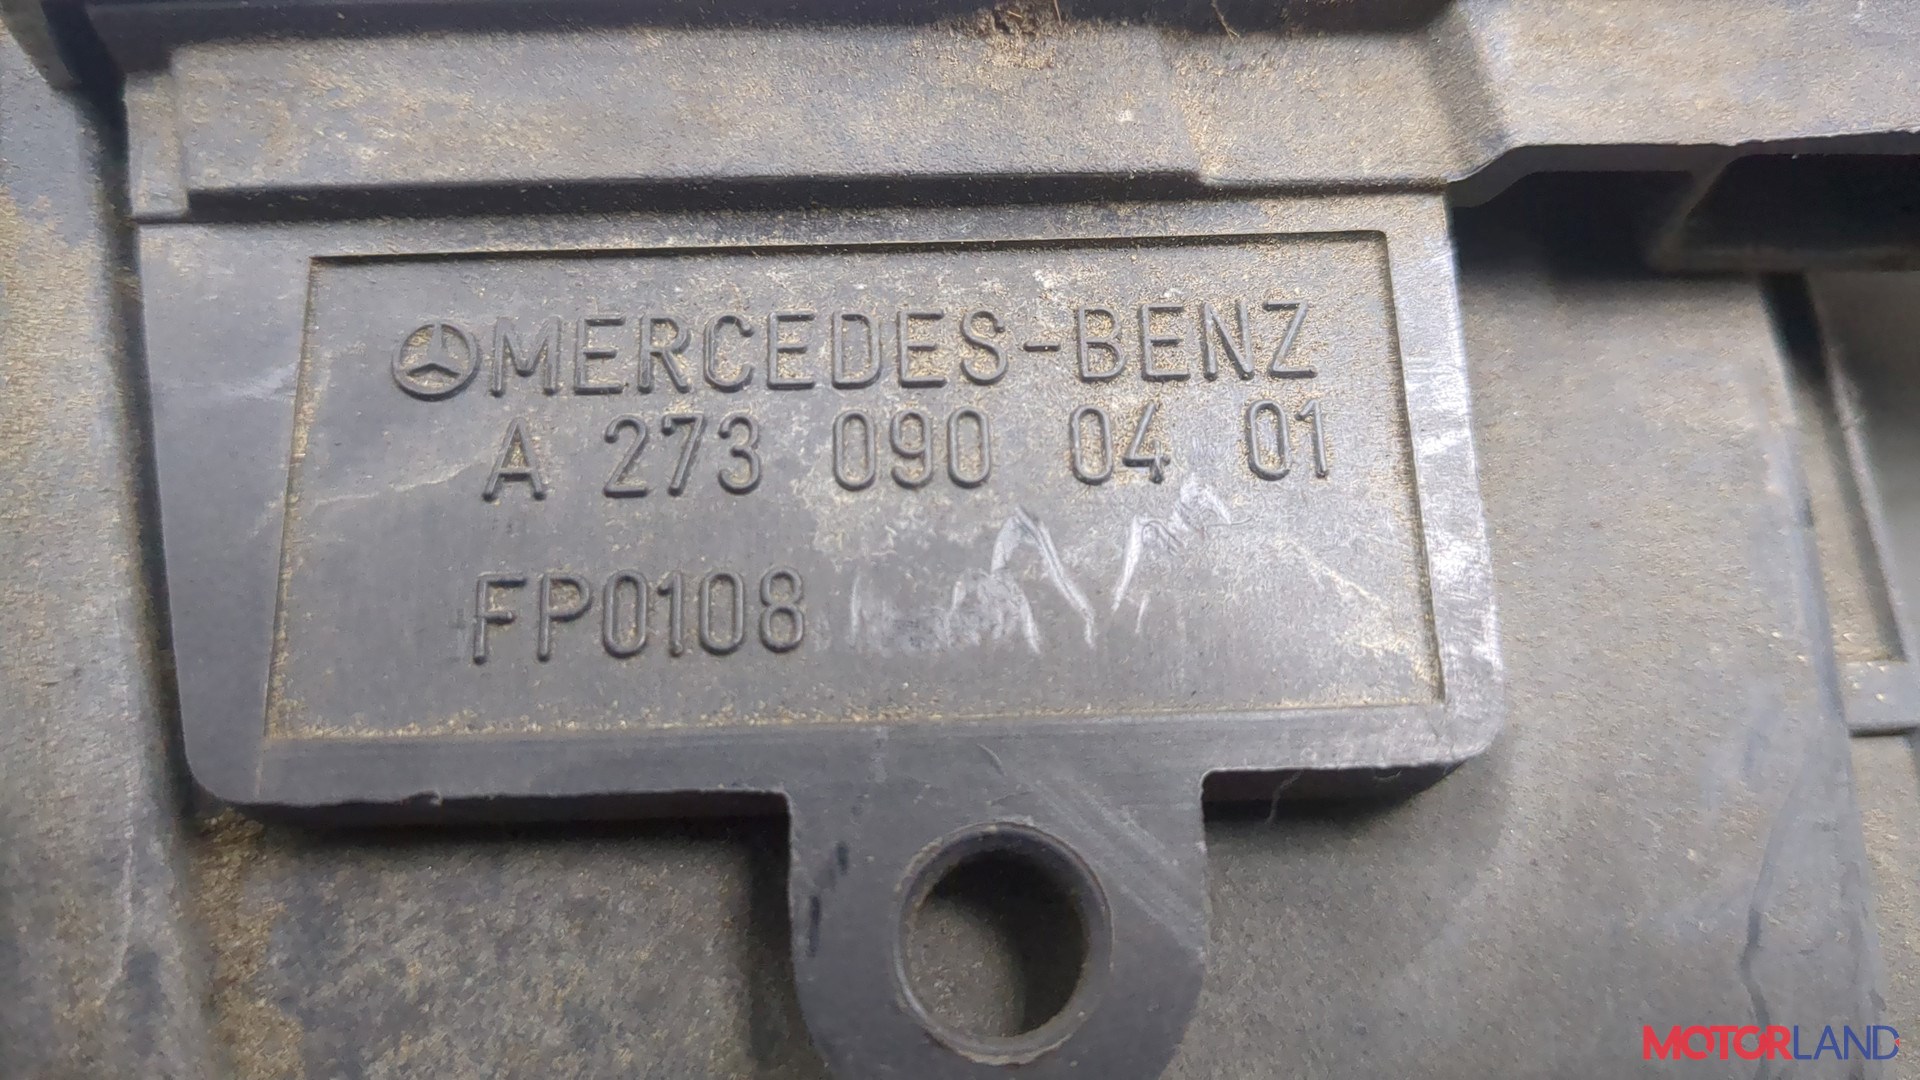 MERCEDES-BENZ
A 273 090 04 01
FP0108
MOTORLAND